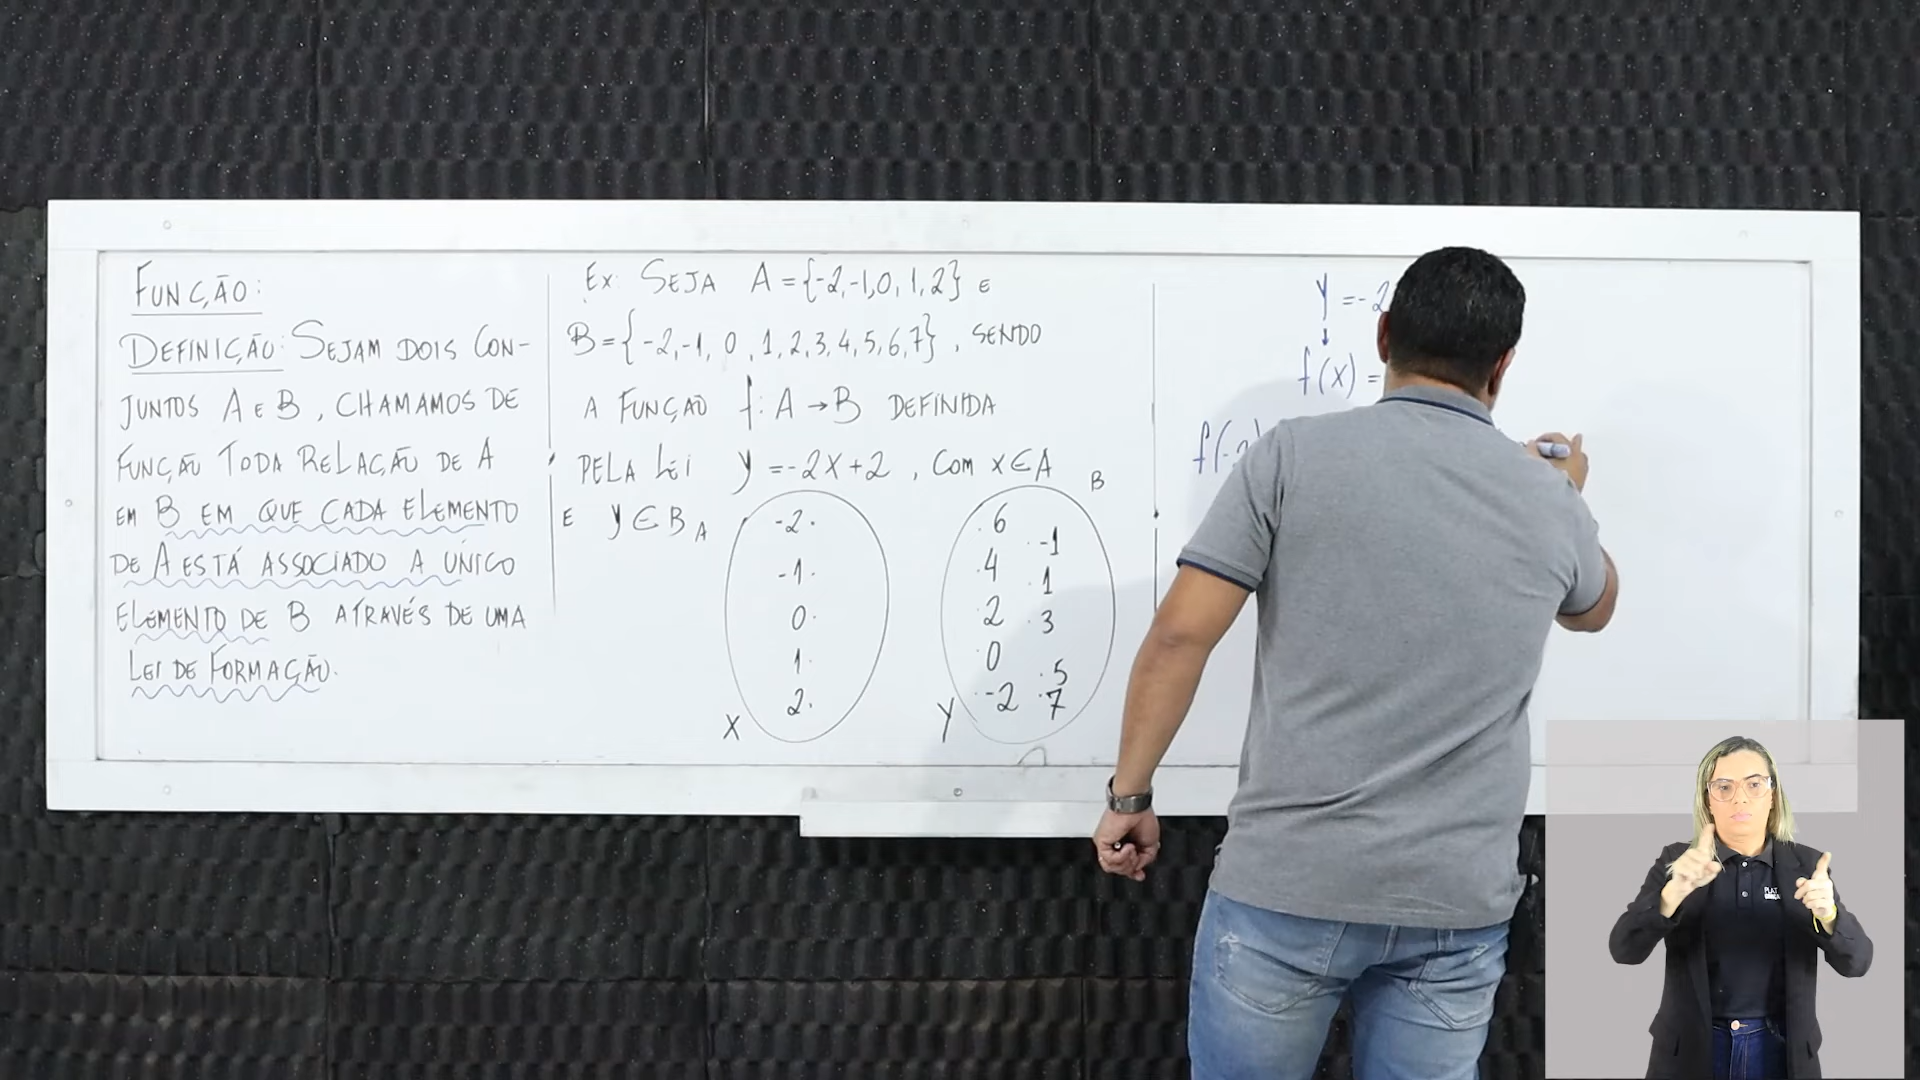 FUNÇÃO:
DEFINIÇÃO: SEJAM DOIS CON-
JUNTOS A E B, CHAMAMOS DE
FUNÇÃO TODA RELAÇÃO DE A
EM B EM QUE CADA ELEMENTO
DE A ESTÁ ASSOCIADO A ÚNICO
ELEMENTO DE B ATRAVÉS DE UMA
LEI DE FORMAÇÃO.
Ex: SEJA A = {-2,-1,0,1,2} E
B = {-2,-1, 0, 1, 2, 3, 4, 5, 6, 7}, SENDO
A FUNÇÃO f: A → B DEFINIDA
PELA LEI y = -2x+2, COM x ∈ A
E y ∈ B
A
-2.
-1.
0.
1.
2.
X
B
.6
.4
.2
.0
.-2
.-1
.1
.3
.5
.7
Y
y = -2
↓
f(x) =
f(-2)